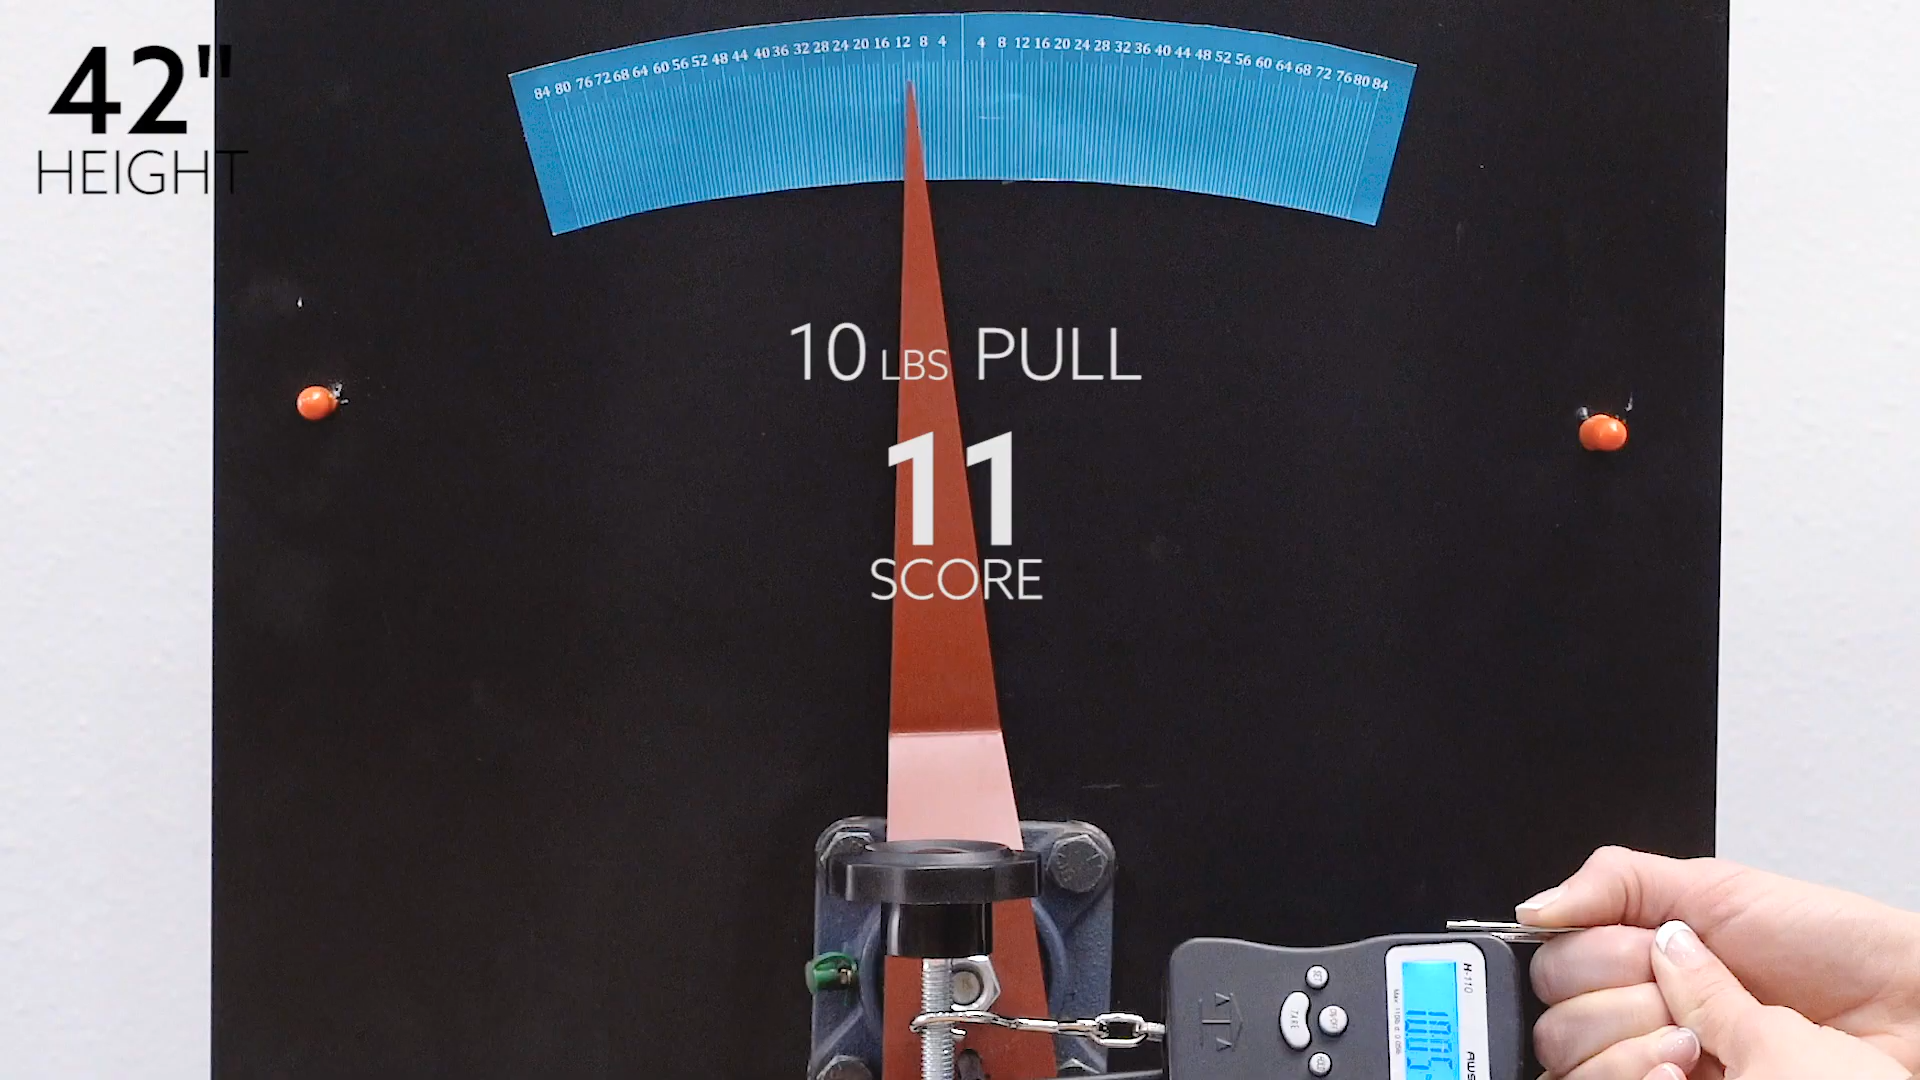 42"
HEIGHT
84 80 76 72 68 64 60 56 52 48 44 40 36 32 28 24 20 16 12 8 4 4 8 12 16 20 24 28 32 36 40 44 48 52 56 60 64 68 72 76 80 84
10 LBS PULL
11
SCORE
H-110
TARE
AWS